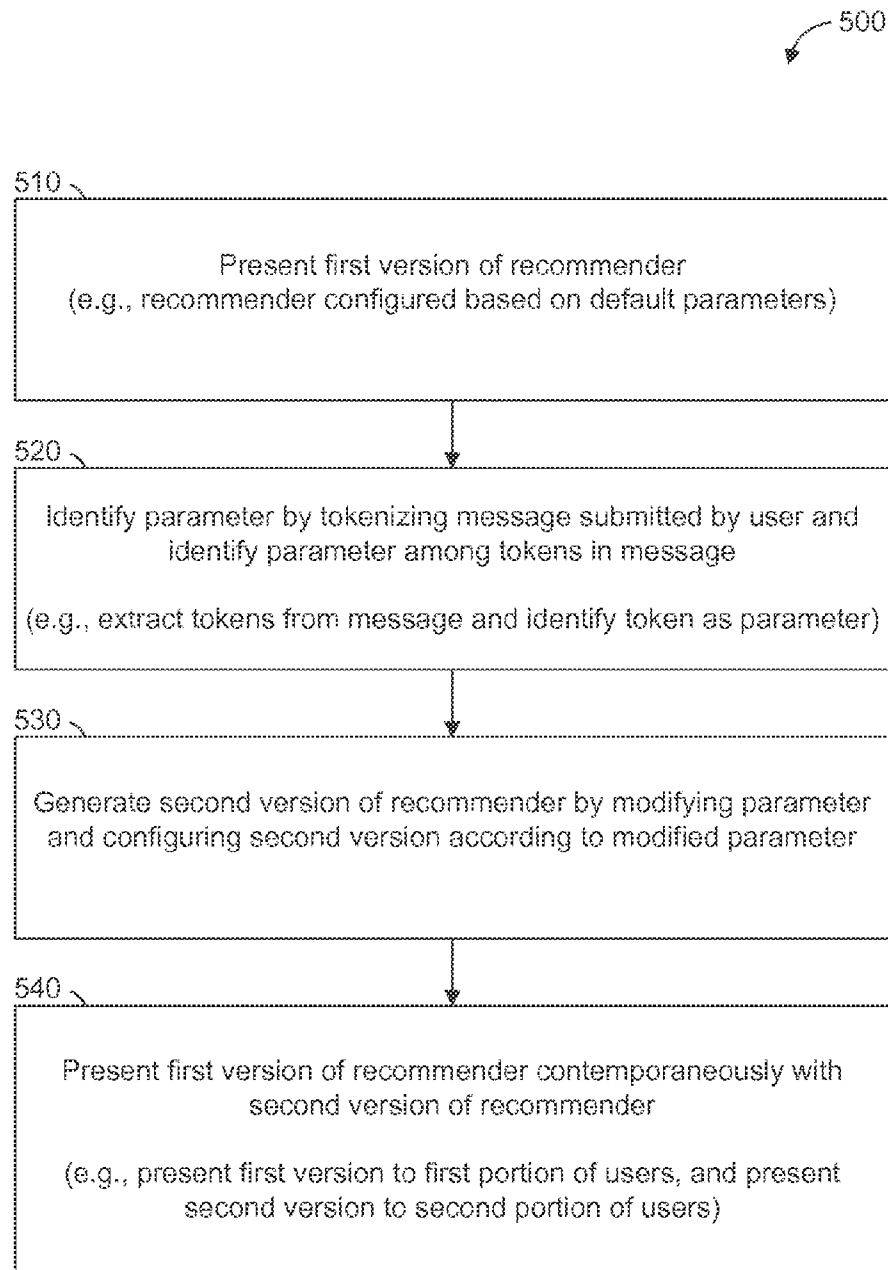 500
510
Present first version of recommender
(e.g., recommender configured based on default parameters)
520
Identify parameter by tokenizing message submitted by user and
identify parameter among tokens in message
(e.g., extract tokens from message and identify token as parameter)
530
Generate second version of recommender by modifying parameter
and configuring second version according to modified parameter
540
Present first version of recommender contemporaneously with
second version of recommender
(e.g., present first version to first portion of users, and present
second version to second portion of users)